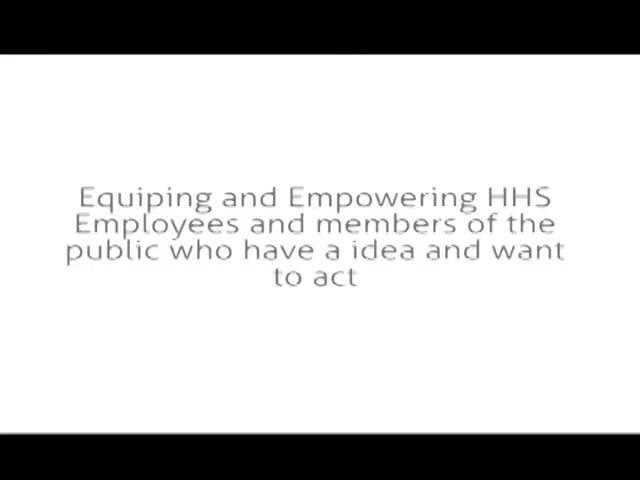 Equiping and Empowering HHS
Employees and members of the
public who have a idea and want
to act